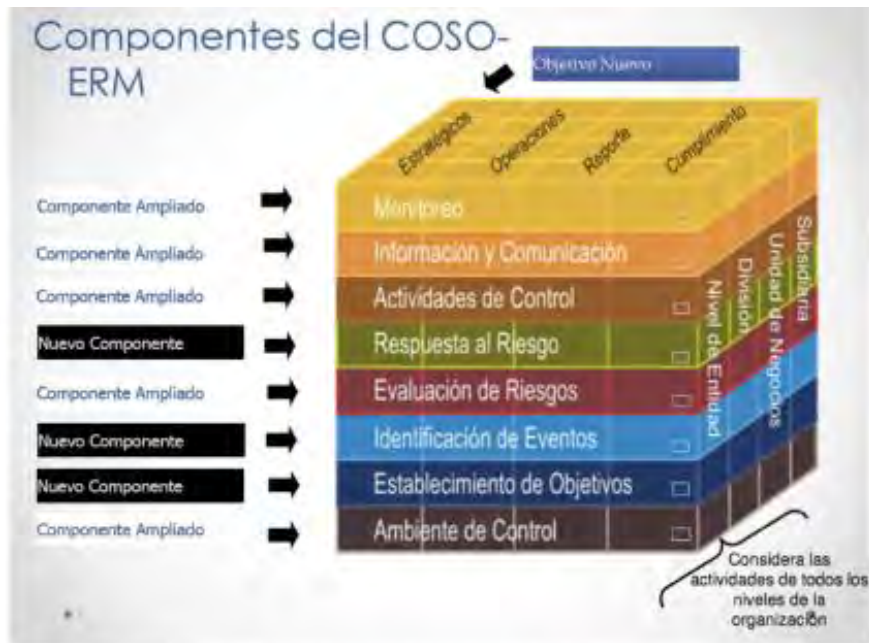 Componentes del COSO-
ERM
Objetivo Nuevo
Estratégicos
Operaciones
Reporte
Cumplimiento
Componente Ampliado
Monitoreo
Componente Ampliado
Información y Comunicación
Componente Ampliado
Actividades de Control
Nuevo Componente
Respuesta al Riesgo
Componente Ampliado
Evaluación de Riesgos
Nuevo Componente
Identificación de Eventos
Nuevo Componente
Establecimiento de Objetivos
Componente Ampliado
Ambiente de Control
Nivel de Entidad
División
Unidad de Negocios
Subsidiaria
Considera las
actividades de todos los
niveles de la
organización